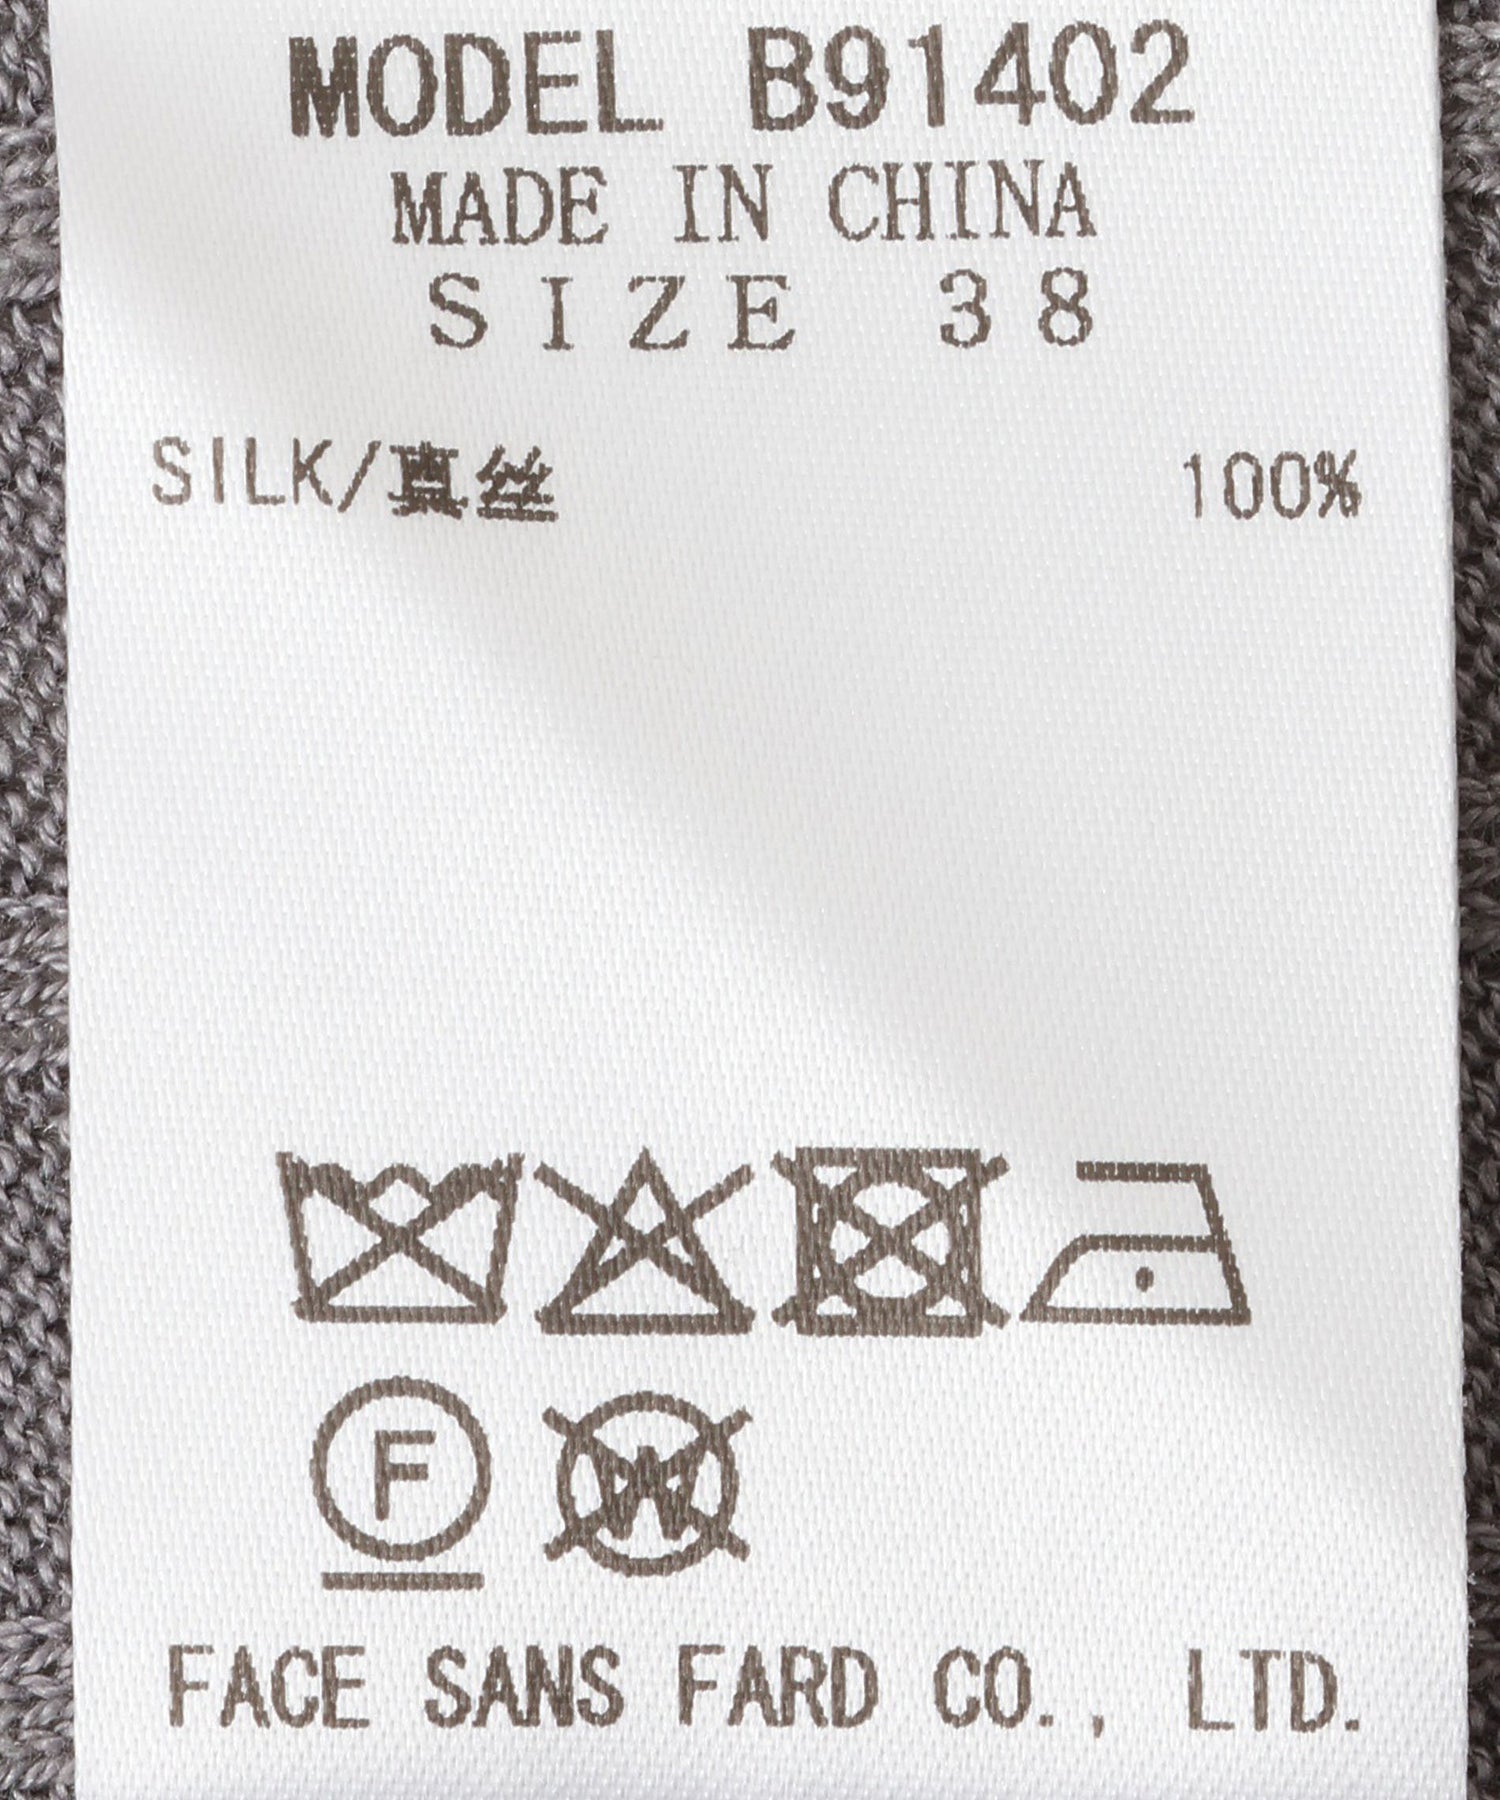 MODEL B91402
MADE IN CHINA
SIZE 38
SILK/真丝 100%
F
W
FACE SANS FARD CO., LTD.